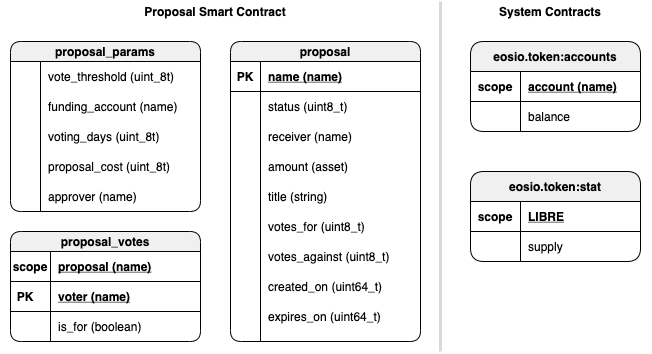 Proposal Smart Contract
proposal_params
vote_threshold (uint_8t)
funding_account (name)
voting_days (uint_8t)
proposal_cost (uint_8t)
approver (name)
proposal_votes
scope proposal (name)
PK voter (name)
is_for (boolean)
proposal
PK name (name)
status (uint8_t)
receiver (name)
amount (asset)
title (string)
votes_for (uint8_t)
votes_against (uint8_t)
created_on (uint64_t)
expires_on (uint64_t)
System Contracts
eosio.token:accounts
scope account (name)
balance
eosio.token:stat
scope LIBRE
supply